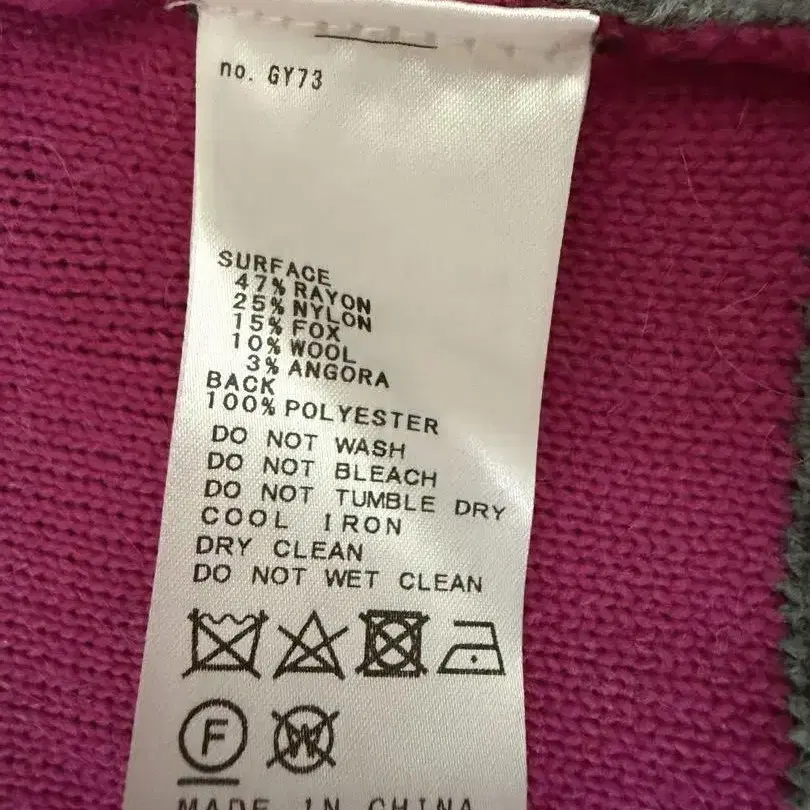 no. GY73
SURFACE
47% RAYON
25% NYLON
15% FOX
10% WOOL
3% ANGORA
BACK
100% POLYESTER
DO NOT WASH
DO NOT BLEACH
DO NOT TUMBLE DRY
COOL IRON
DRY CLEAN
DO NOT WET CLEAN
F W
MADE IN CHINA